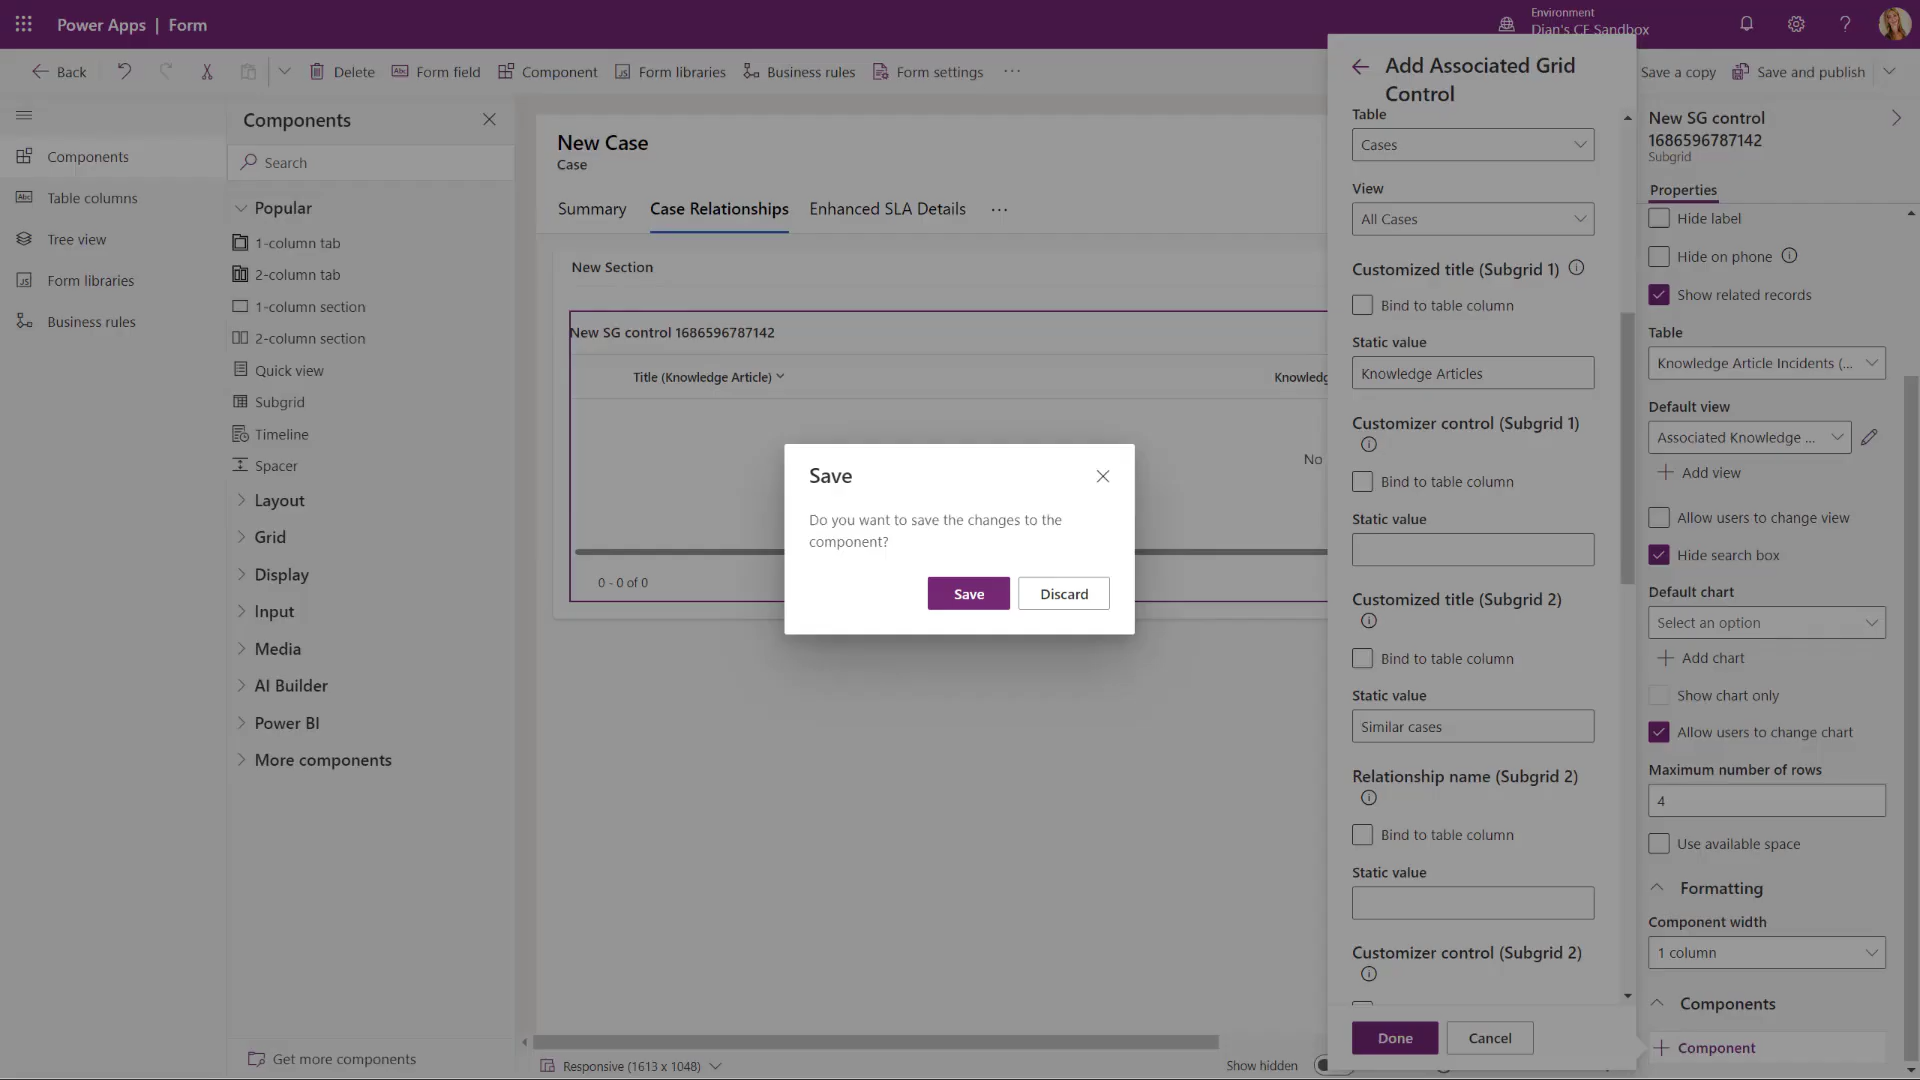 Power Apps | Form
Environment
Dian's CE Sandbox
Back
Delete
Form field
Component
Form libraries
Business rules
Form settings
Save a copy
Save and publish
Components
Table columns
Tree view
Form libraries
Business rules
Components
Search
Popular
1-column tab
2-column tab
1-column section
2-column section
Quick view
Subgrid
Timeline
Spacer
Layout
Grid
Display
Input
Media
AI Builder
Power BI
More components
Get more components
New Case
Case
Summary
Case Relationships
Enhanced SLA Details
New Section
New SG control 1686596787142
Title (Knowledge Article)
No
0 - 0 of 0
Responsive (1613 x 1048)
Show hidden
Save
Do you want to save the changes to the
component?
Save
Discard
Add Associated Grid
Control
Table
Cases
View
All Cases
Customized title (Subgrid 1)
Bind to table column
Static value
Knowledge Articles
Customizer control (Subgrid 1)
Bind to table column
Static value
Customized title (Subgrid 2)
Bind to table column
Static value
Similar cases
Relationship name (Subgrid 2)
Bind to table column
Static value
Customizer control (Subgrid 2)
Done
Cancel
New SG control
1686596787142
Subgrid
Properties
Hide label
Hide on phone
Show related records
Table
Knowledge Article Incidents (...
Default view
Associated Knowledge ...
Add view
Allow users to change view
Hide search box
Default chart
Select an option
Add chart
Show chart only
Allow users to change chart
Maximum number of rows
4
Use available space
Formatting
Component width
1 column
Components
Component